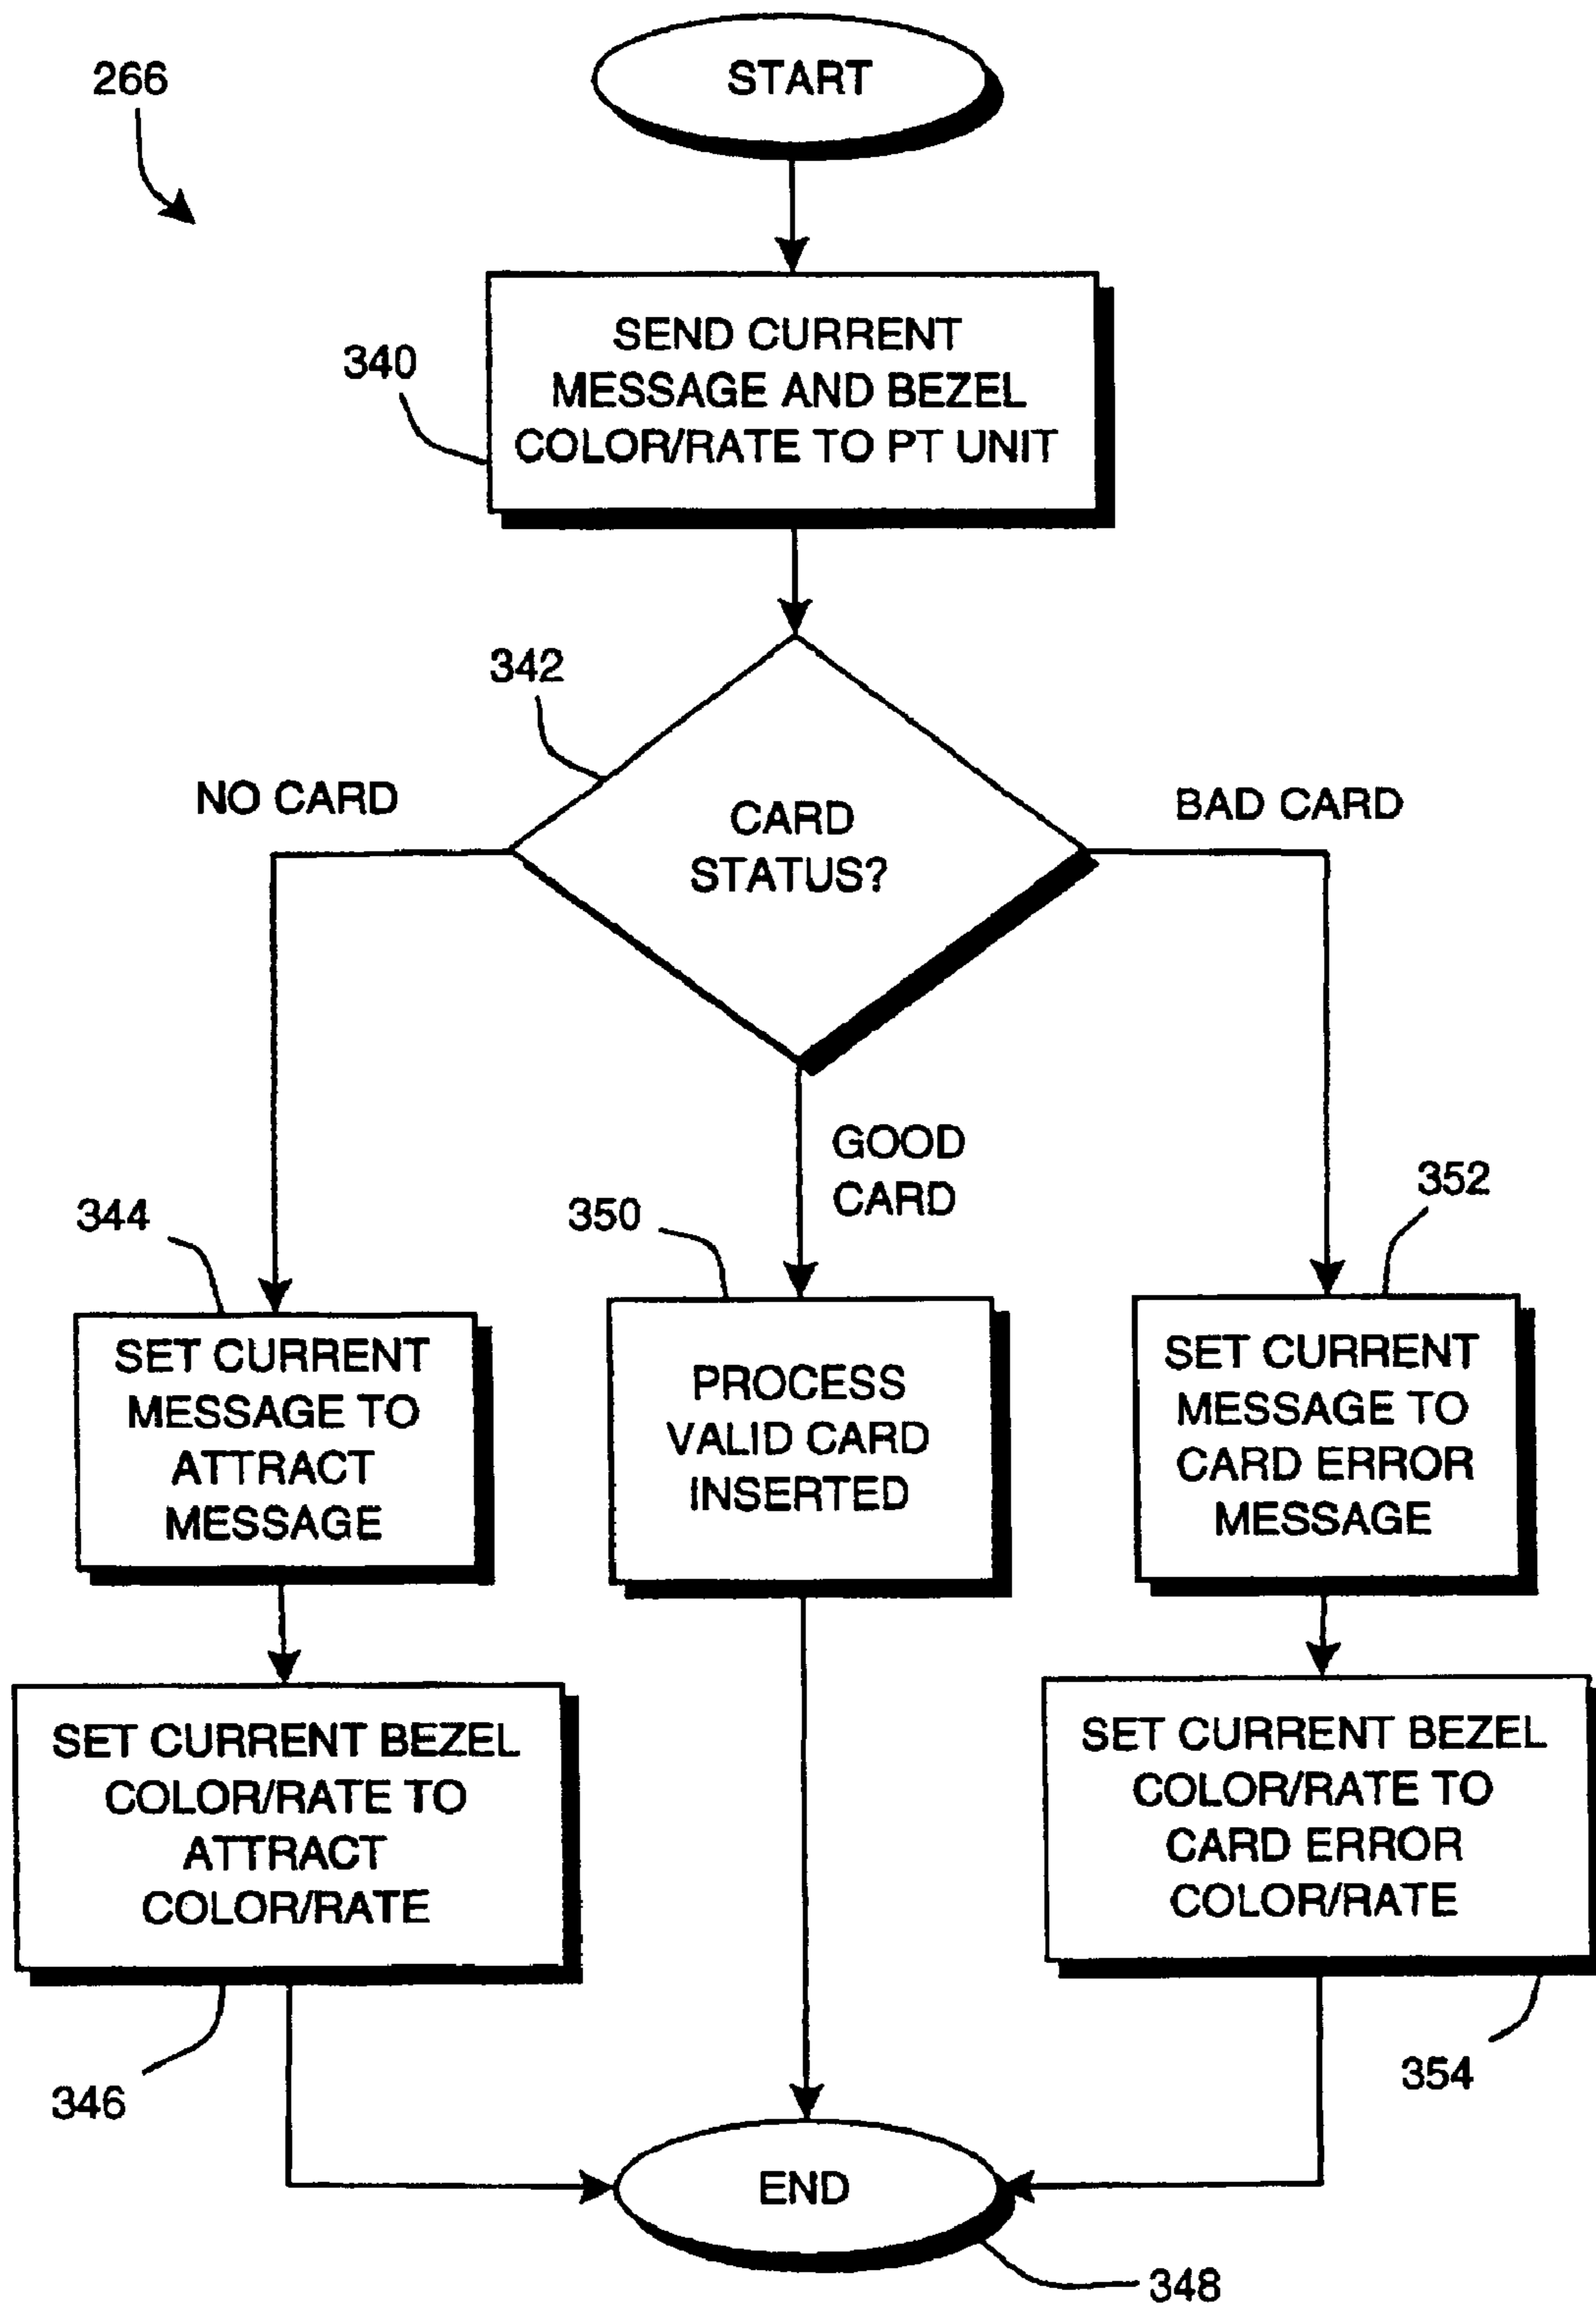 START
266
SEND CURRENT
MESSAGE AND BEZEL
COLOR/RATE TO PT UNIT
340
342
NO CARD
CARD
STATUS?
BAD CARD
GOOD
CARD
344
350
352
SET CURRENT
MESSAGE TO
ATTRACT
MESSAGE
PROCESS
VALID CARD
INSERTED
SET CURRENT
MESSAGE TO
CARD ERROR
MESSAGE
SET CURRENT BEZEL
COLOR/RATE TO
ATTRACT
COLOR/RATE
SET CURRENT BEZEL
COLOR/RATE TO
CARD ERROR
COLOR/RATE
346
354
END
348